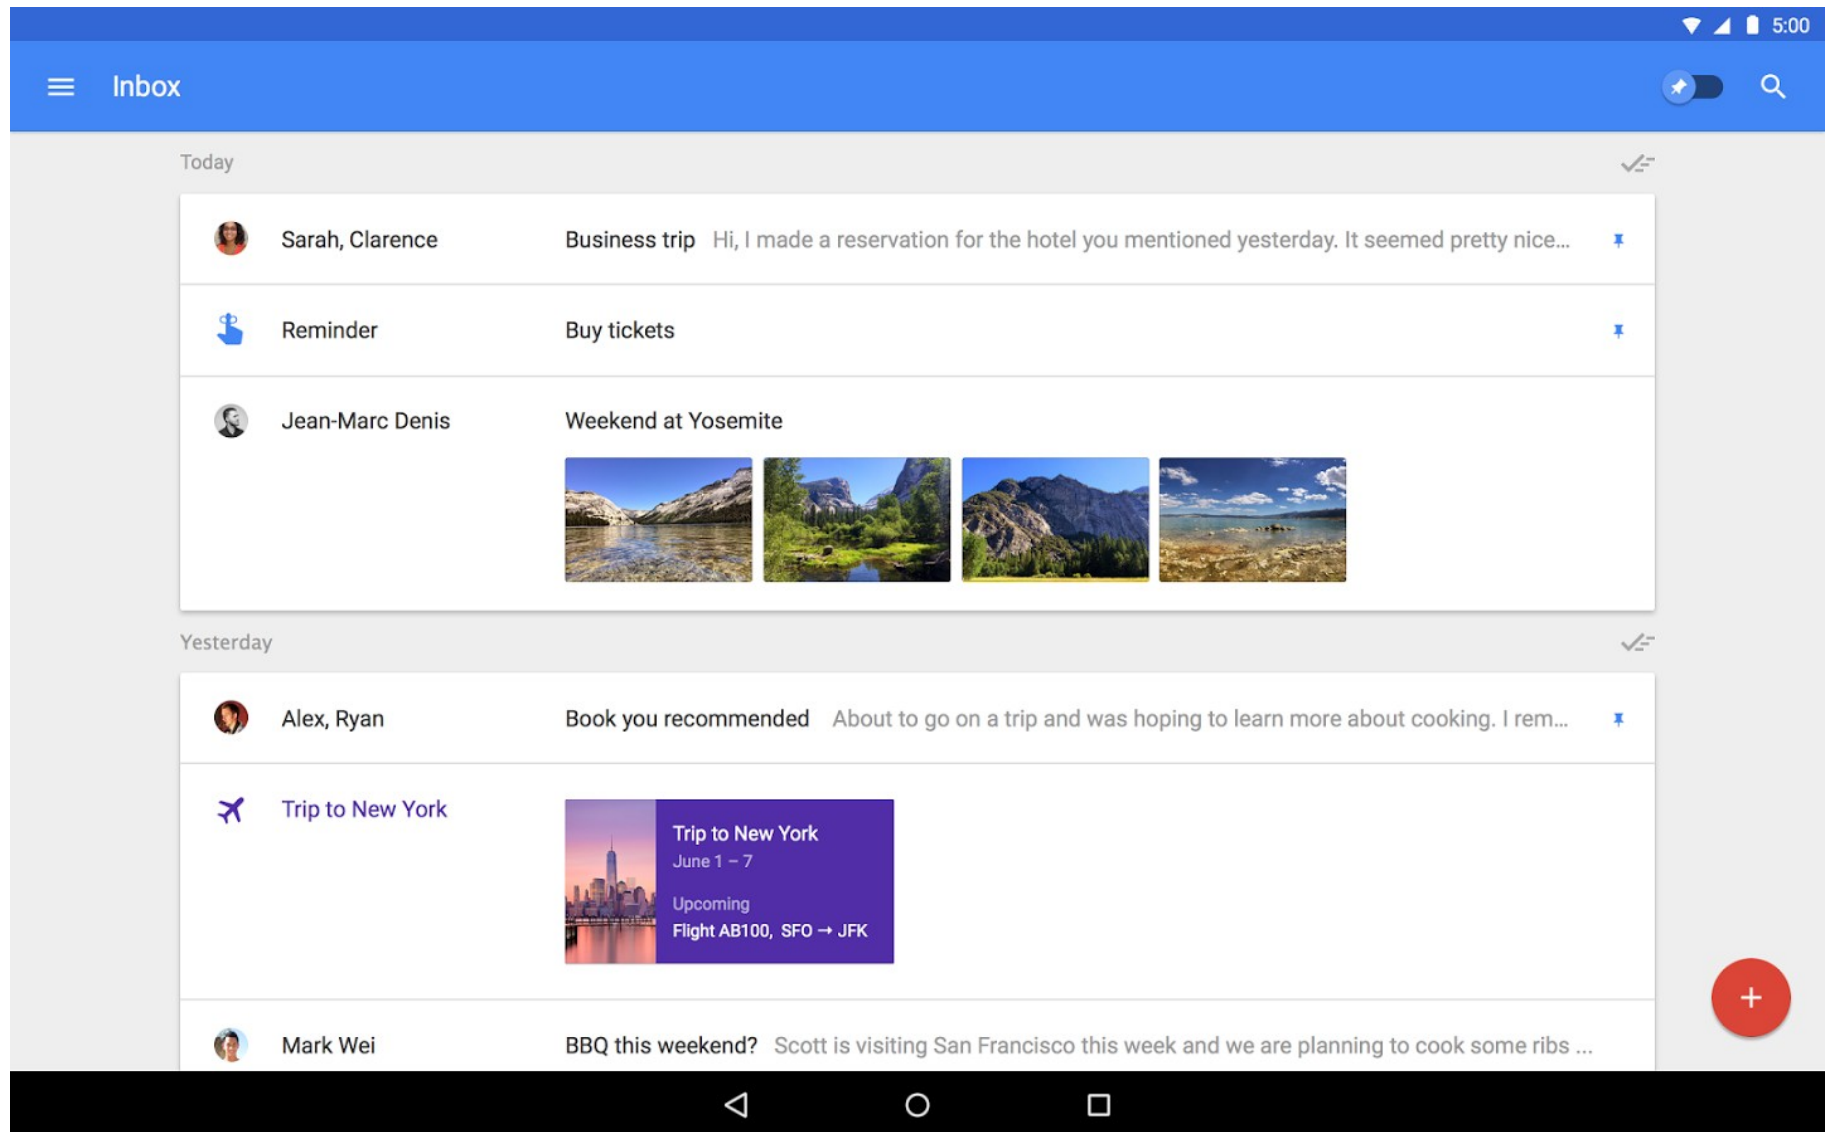 5:00
Inbox
Today
Sarah, Clarence Business trip Hi, I made a reservation for the hotel you mentioned yesterday. It seemed pretty nice...
Reminder Buy tickets
Jean-Marc Denis Weekend at Yosemite
Yesterday
Alex, Ryan Book you recommended About to go on a trip and was hoping to learn more about cooking. I rem...
Trip to New York
Trip to New York
June 1 – 7
Upcoming
Flight AB100, SFO → JFK
Mark Wei BBQ this weekend? Scott is visiting San Francisco this week and we are planning to cook some ribs ...